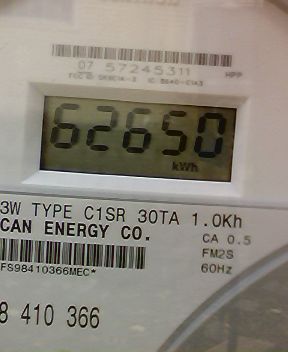 07 57245311 HPP
62650
kWh
3W TYPE C1SR 30TA 1.0Kh
CAN ENERGY CO.
CA 0.5
FM2S
60Hz
FS98410366MEC*
8 410 366